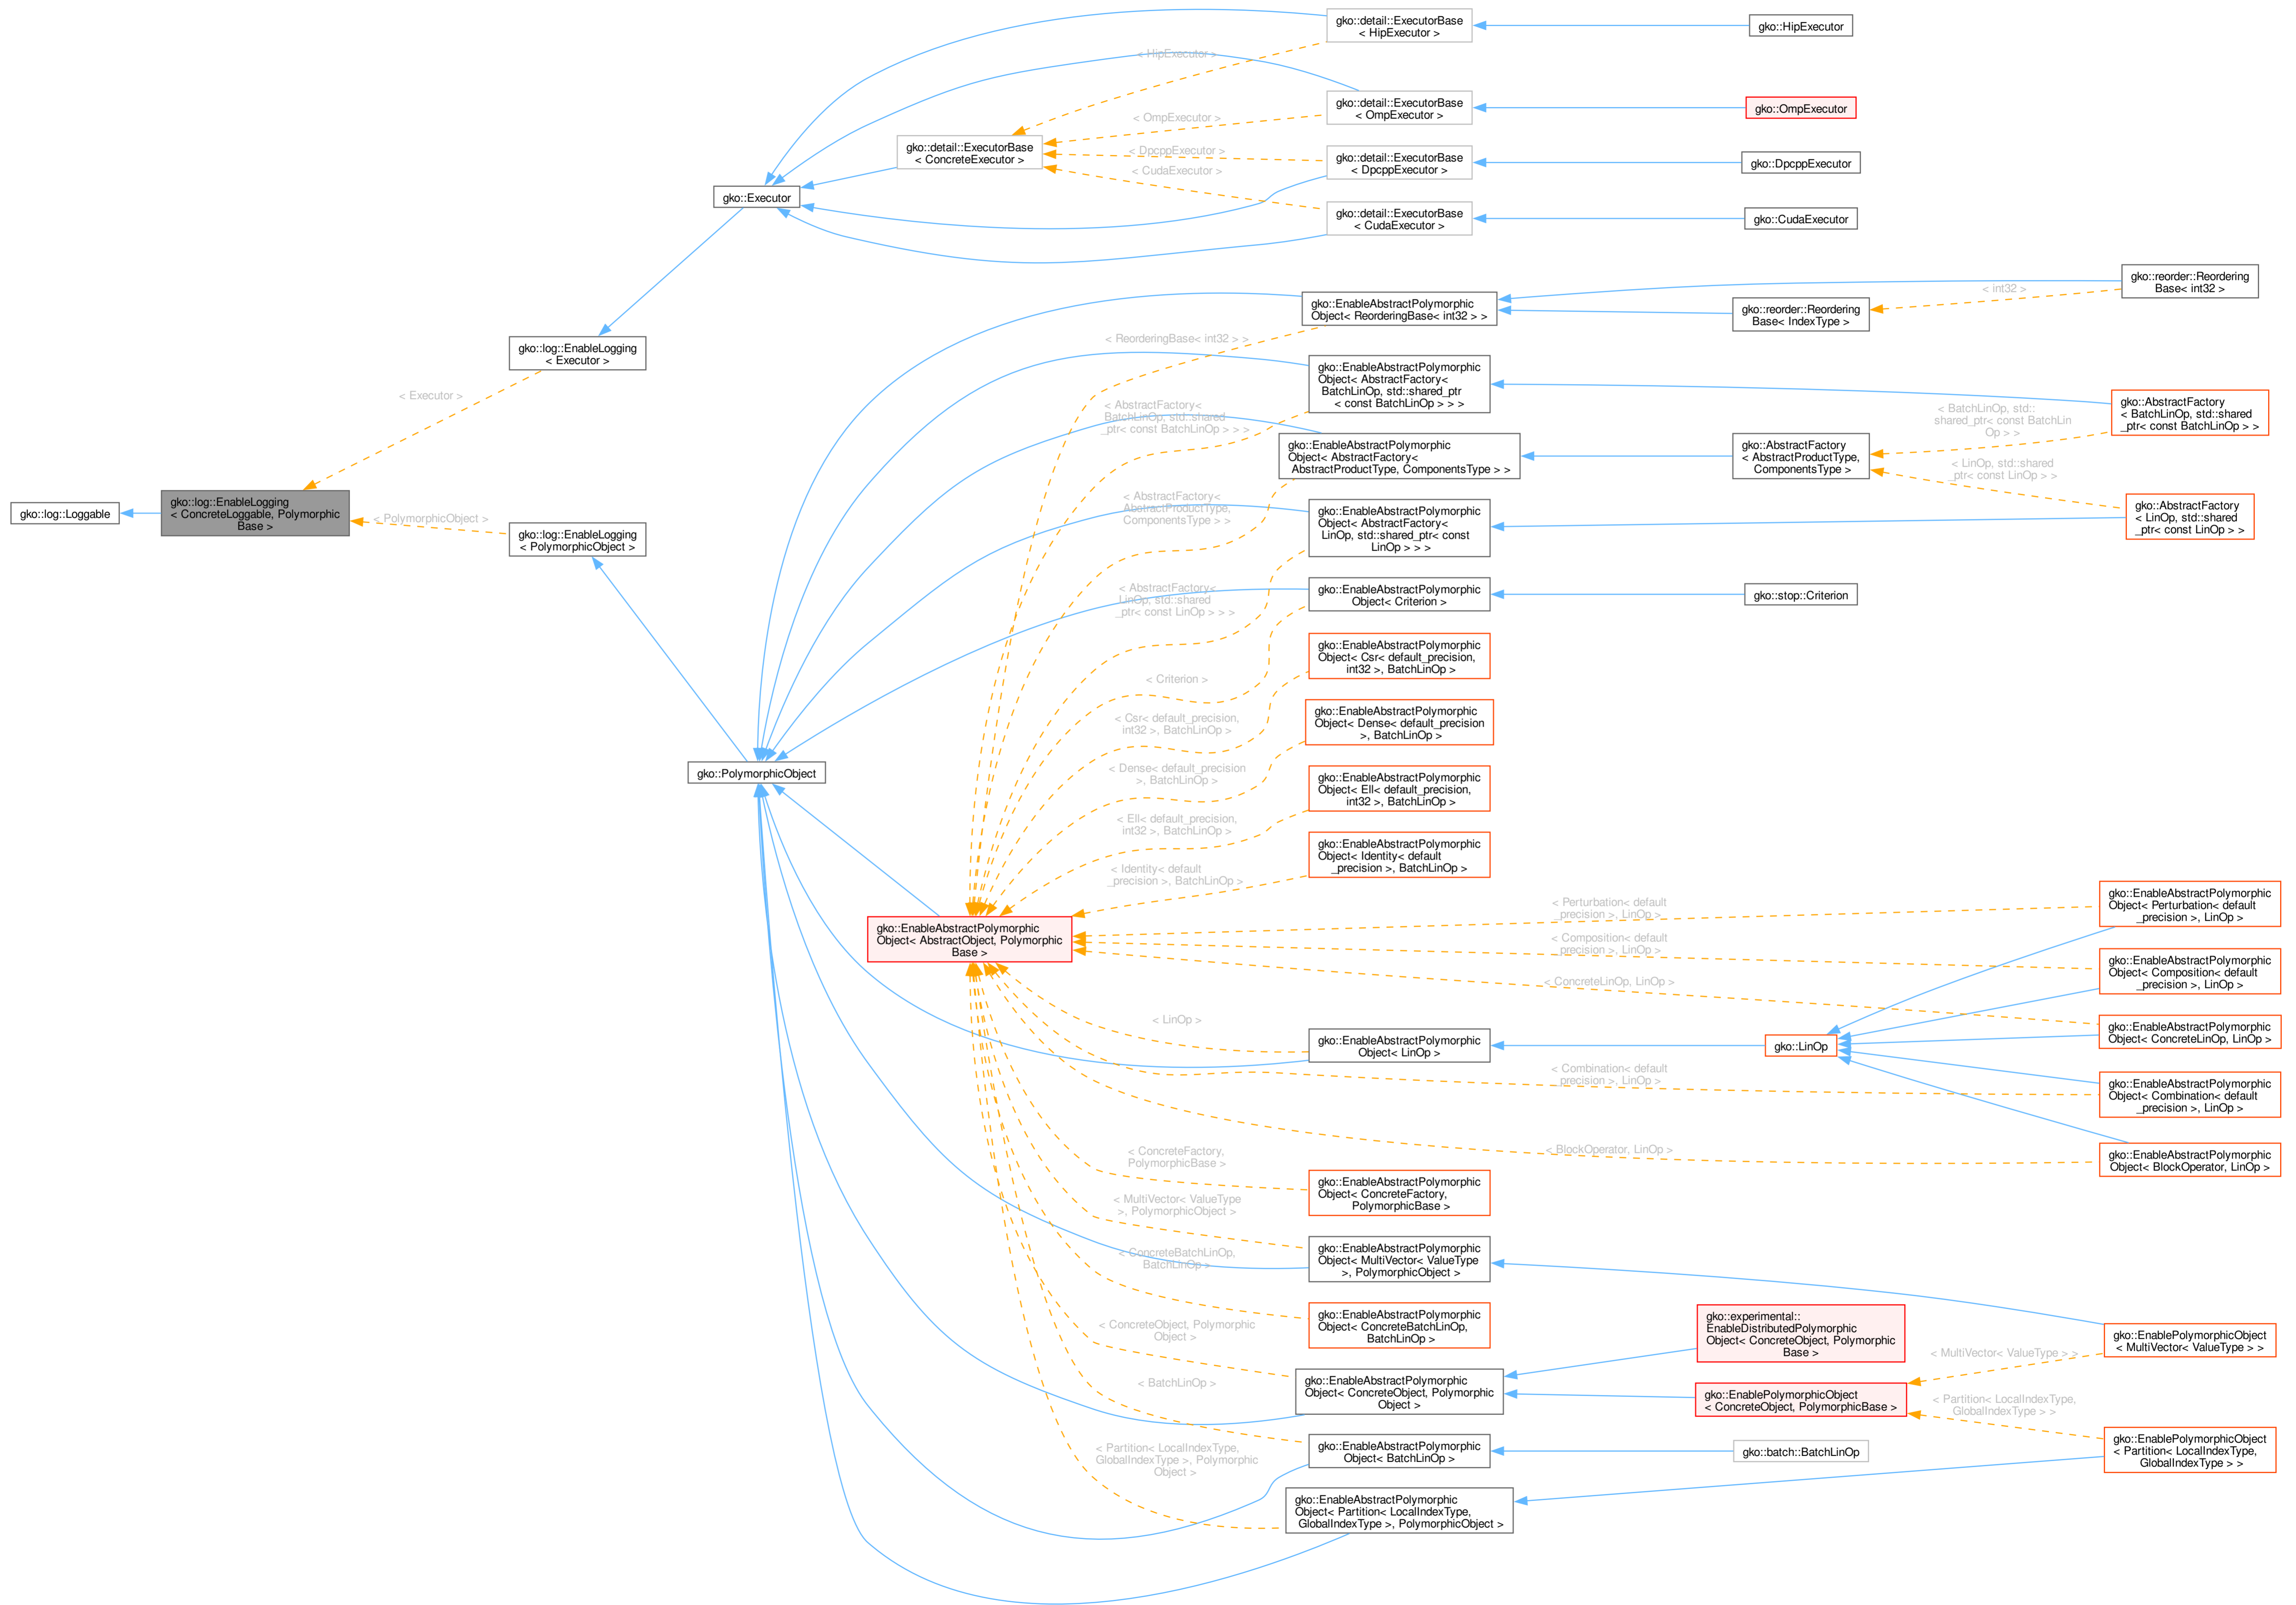 gko::log::Loggable
gko::log::EnableLogging
< ConcreteLoggable, Polymorphic
Base >
< Executor >
< PolymorphicObject >
gko::log::EnableLogging
< Executor >
gko::log::EnableLogging
< PolymorphicObject >
gko::Executor
gko::PolymorphicObject
gko::detail::ExecutorBase
< ConcreteExecutor >
gko::EnableAbstractPolymorphic
Object< AbstractObject, Polymorphic
Base >
< HipExecutor >
< OmpExecutor >
< DpcppExecutor >
< CudaExecutor >
< ReorderingBase< int32 > >
< AbstractFactory<
BatchLinOp, std::shared
_ptr< const BatchLinOp > > >
< AbstractFactory<
AbstractProductType,
ComponentsType > >
< AbstractFactory<
LinOp, std::shared
_ptr< const LinOp > > >
< Criterion >
< Csr< default_precision,
int32 >, BatchLinOp >
< Dense< default_precision
>, BatchLinOp >
< Ell< default_precision,
int32 >, BatchLinOp >
< Identity< default
_precision >, BatchLinOp >
< LinOp >
< ConcreteFactory,
PolymorphicBase >
< MultiVector< ValueType
>, PolymorphicObject >
< ConcreteBatchLinOp,
BatchLinOp >
< ConcreteObject, Polymorphic
Object >
< BatchLinOp >
< Partition< LocalIndexType,
GlobalIndexType >, Polymorphic
Object >
gko::detail::ExecutorBase
< HipExecutor >
gko::detail::ExecutorBase
< OmpExecutor >
gko::detail::ExecutorBase
< DpcppExecutor >
gko::detail::ExecutorBase
< CudaExecutor >
gko::EnableAbstractPolymorphic
Object< ReorderingBase< int32 > >
gko::EnableAbstractPolymorphic
Object< AbstractFactory<
BatchLinOp, std::shared_ptr
< const BatchLinOp > > >
gko::EnableAbstractPolymorphic
Object< AbstractFactory<
AbstractProductType, ComponentsType > >
gko::EnableAbstractPolymorphic
Object< AbstractFactory<
LinOp, std::shared_ptr< const
LinOp > > >
gko::EnableAbstractPolymorphic
Object< Criterion >
gko::EnableAbstractPolymorphic
Object< Csr< default_precision,
int32 >, BatchLinOp >
gko::EnableAbstractPolymorphic
Object< Dense< default_precision
>, BatchLinOp >
gko::EnableAbstractPolymorphic
Object< Ell< default_precision,
int32 >, BatchLinOp >
gko::EnableAbstractPolymorphic
Object< Identity< default
_precision >, BatchLinOp >
gko::EnableAbstractPolymorphic
Object< LinOp >
gko::EnableAbstractPolymorphic
Object< ConcreteFactory,
PolymorphicBase >
gko::EnableAbstractPolymorphic
Object< MultiVector< ValueType
>, PolymorphicObject >
gko::EnableAbstractPolymorphic
Object< ConcreteBatchLinOp,
BatchLinOp >
gko::EnableAbstractPolymorphic
Object< ConcreteObject, Polymorphic
Object >
gko::EnableAbstractPolymorphic
Object< BatchLinOp >
gko::EnableAbstractPolymorphic
Object< Partition< LocalIndexType,
GlobalIndexType >, PolymorphicObject >
< Perturbation< default
_precision >, LinOp >
< Composition< default
_precision >, LinOp >
< ConcreteLinOp, LinOp >
< Combination< default
_precision >, LinOp >
< BlockOperator, LinOp >
gko::HipExecutor
gko::OmpExecutor
gko::DpcppExecutor
gko::CudaExecutor
gko::reorder::Reordering
Base< IndexType >
gko::AbstractFactory
< AbstractProductType,
ComponentsType >
gko::stop::Criterion
gko::LinOp
gko::experimental::
EnableDistributedPolymorphic
Object< ConcreteObject, Polymorphic
Base >
gko::EnablePolymorphicObject
< ConcreteObject, PolymorphicBase >
gko::batch::BatchLinOp
< int32 >
< BatchLinOp, std::
shared_ptr< const BatchLin
Op > >
< LinOp, std::shared
_ptr< const LinOp > >
< MultiVector< ValueType > >
< Partition< LocalIndexType,
GlobalIndexType > >
gko::reorder::Reordering
Base< int32 >
gko::AbstractFactory
< BatchLinOp, std::shared
_ptr< const BatchLinOp > >
gko::AbstractFactory
< LinOp, std::shared
_ptr< const LinOp > >
gko::EnableAbstractPolymorphic
Object< Perturbation< default
_precision >, LinOp >
gko::EnableAbstractPolymorphic
Object< Composition< default
_precision >, LinOp >
gko::EnableAbstractPolymorphic
Object< ConcreteLinOp, LinOp >
gko::EnableAbstractPolymorphic
Object< Combination< default
_precision >, LinOp >
gko::EnableAbstractPolymorphic
Object< BlockOperator, LinOp >
gko::EnablePolymorphicObject
< MultiVector< ValueType > >
gko::EnablePolymorphicObject
< Partition< LocalIndexType,
GlobalIndexType > >